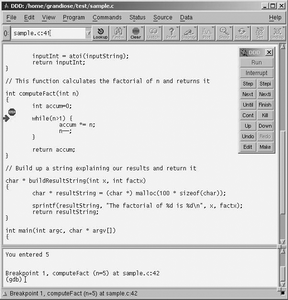 DDD: /home/grandiose/test/sample.c
File Edit View Program Commands Status Source Data Help
(): sample.c:41
Lookup Find» Break Watch Print Display Plot Show Rotate Set Undisp
inputInt = atoi(inputString);
return inputInt;
}
// This function calculates the factorial of n and returns it
int computeFact(int n)
{
int accum=0;
while(n>1) {
accum *= n;
n--;
}
return accum;
}
// Build up a string explaining our results and return it
char * buildResultString(int x, int factx)
{
char * resultString = (char *) malloc(100 * sizeof(char));
sprintf(resultString, "The factorial of %d is %d\n", x, factx);
return resultString;
}
int main(int argc, char * argv[])
{
DDD
Run
Interrupt
Step Stepi
Next Nexti
Until Finish
Cont Kill
Up Down
Undo Redo
Edit Make
You entered 5
Breakpoint 1, computeFact (n=5) at sample.c:42
(gdb)
Breakpoint 1, computeFact (n=5) at sample.c:42